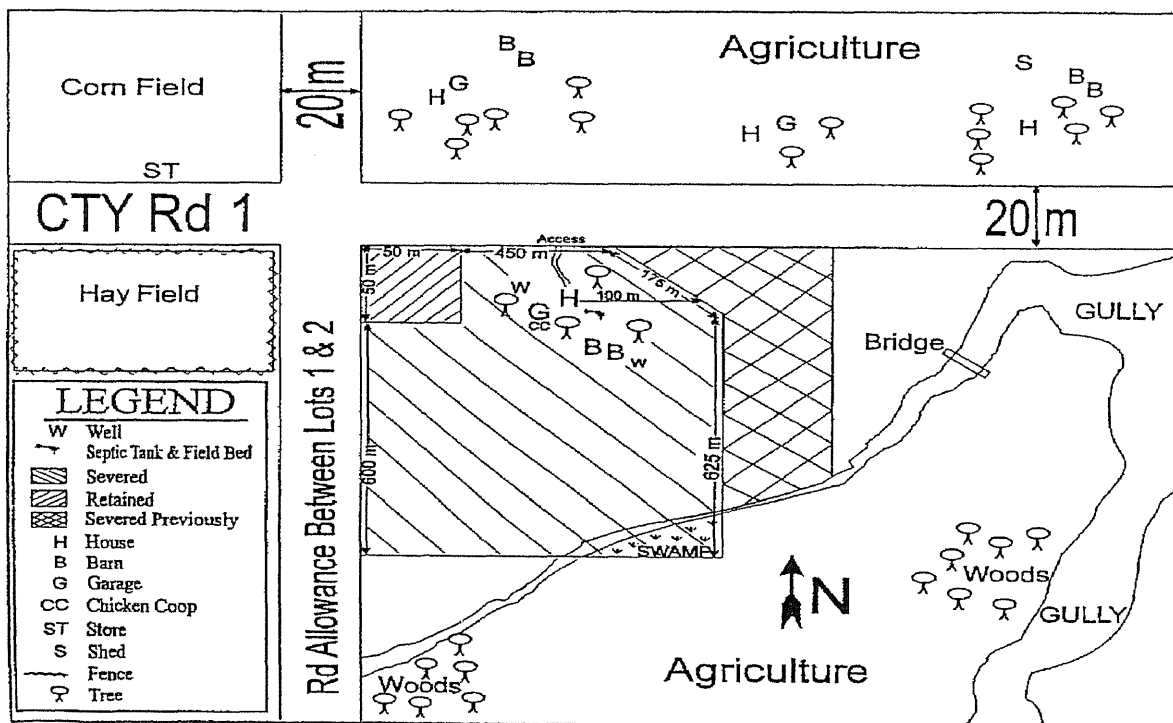 Corn Field
ST
20 m
B
B
G
H
Agriculture
S
B
B
H
G
H
CTY Rd 1
20 m
Hay Field
Rd Allowance Between Lots 1 & 2
Access
50 m
450 m
175 m
50 m
W
H
100 m
G
CC
B B
W
600 m
625 m
SWAMP
GULLY
Bridge
Woods
GULLY
N
Agriculture
Woods
LEGEND
W Well
Septic Tank & Field Bed
Severed
Retained
Severed Previously
H House
B Barn
G Garage
CC Chicken Coop
ST Store
S Shed
Fence
Tree